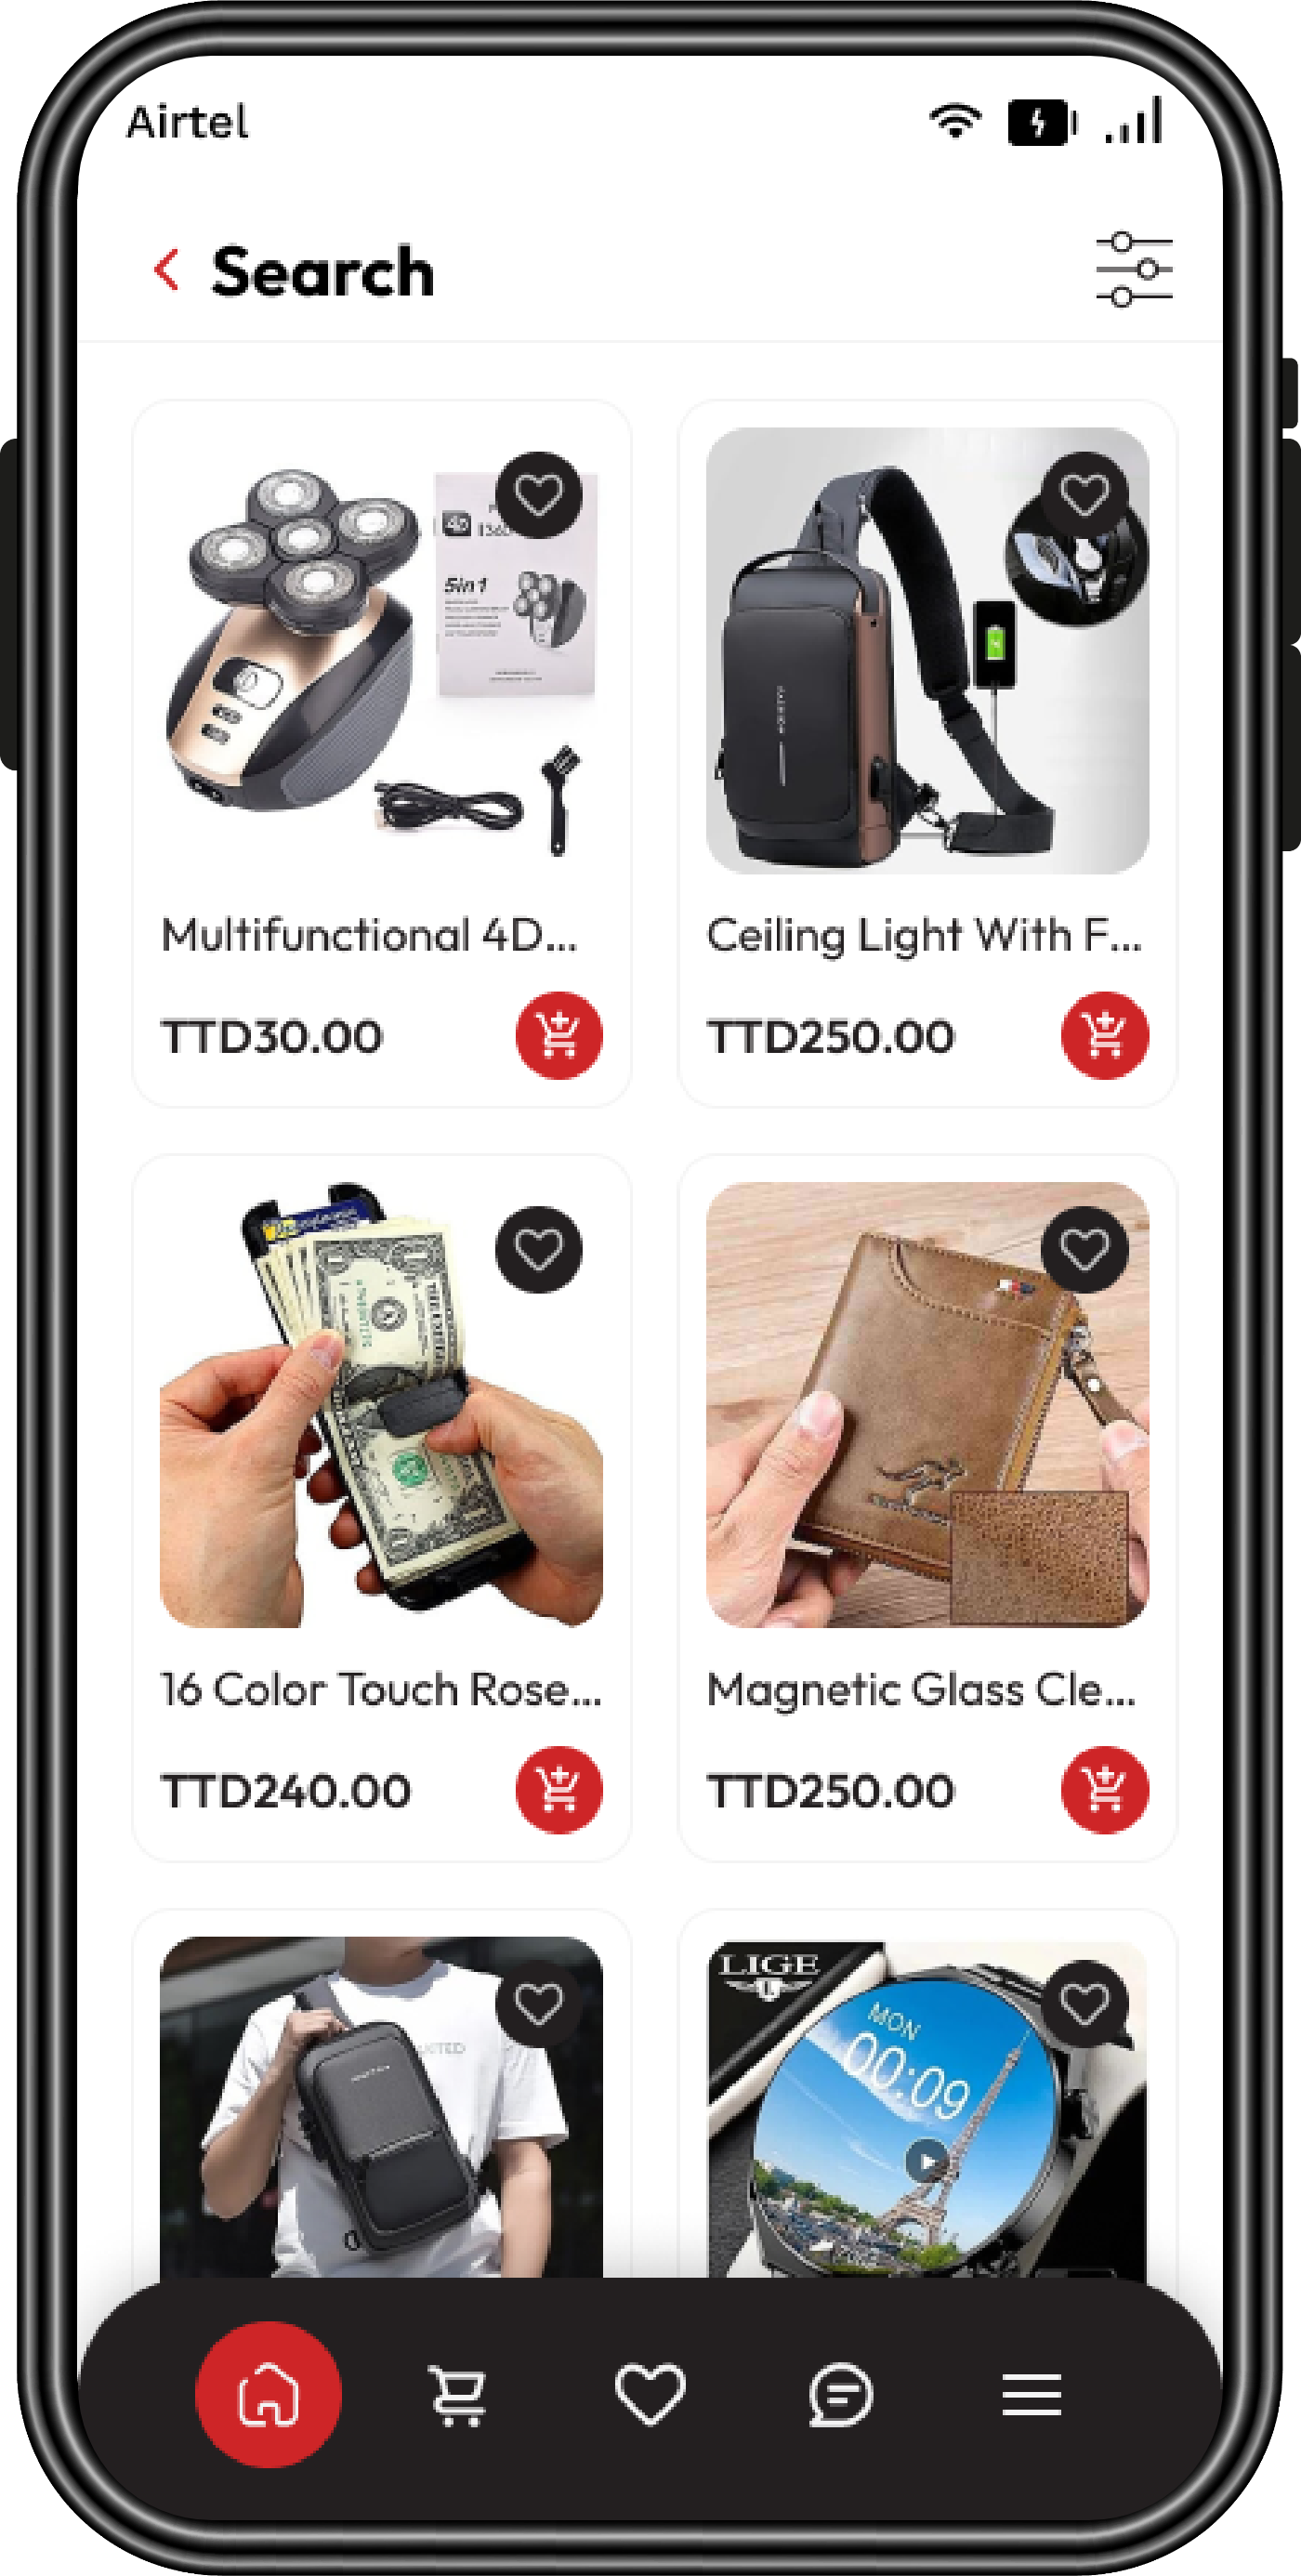 Airtel
Search
4D
5in1
Multifunctional 4D...
TTD30.00
Ceiling Light With F...
TTD250.00
16 Color Touch Rose...
TTD240.00
Magnetic Glass Cle...
TTD250.00
LIGE
MON
00:09